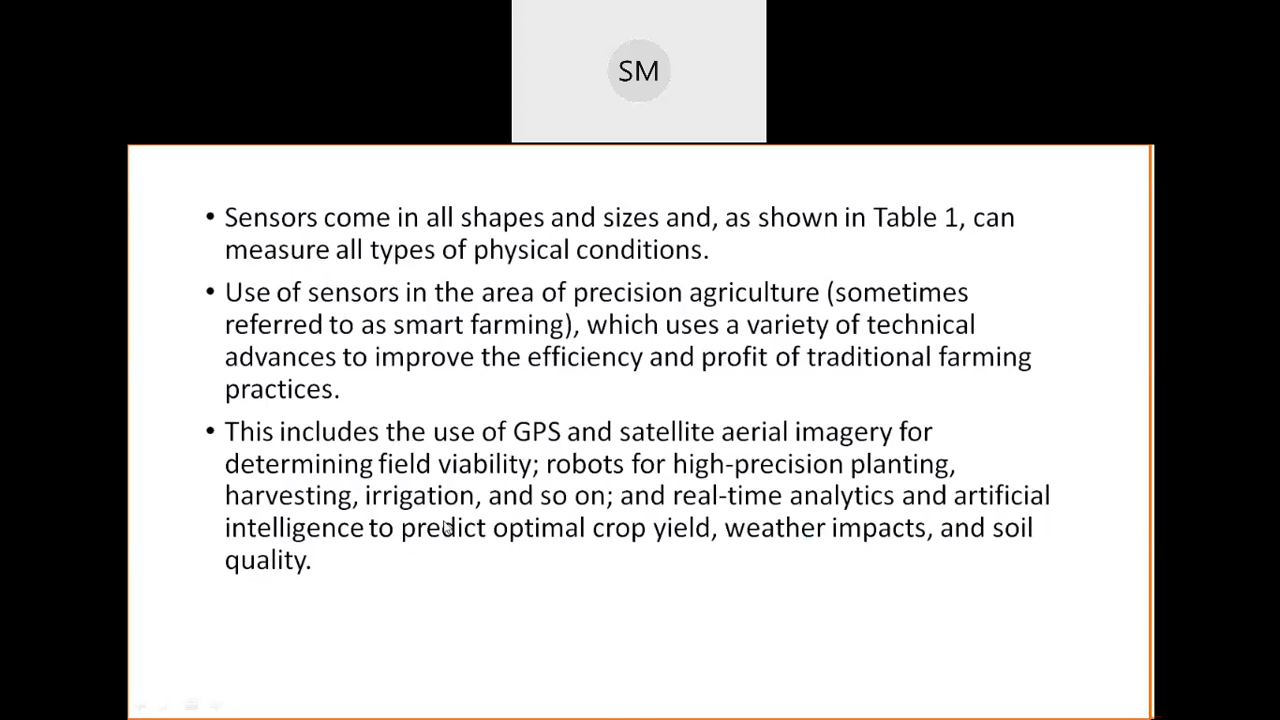 SM
• Sensors come in all shapes and sizes and, as shown in Table 1, can
measure all types of physical conditions.
• Use of sensors in the area of precision agriculture (sometimes
referred to as smart farming), which uses a variety of technical
advances to improve the efficiency and profit of traditional farming
practices.
• This includes the use of GPS and satellite aerial imagery for
determining field viability; robots for high-precision planting,
harvesting, irrigation, and so on; and real-time analytics and artificial
intelligence to predict optimal crop yield, weather impacts, and soil
quality.